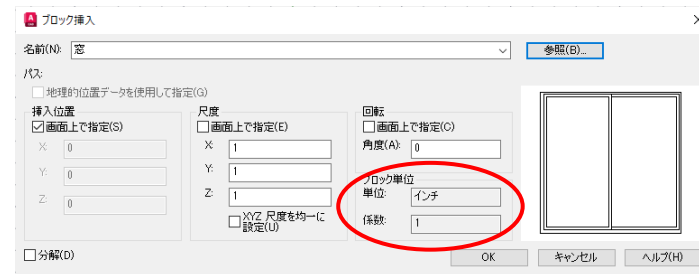 ブロック挿入
名前(N): 窓 参照(B)...
パス:
地理的位置データを使用して指定(G)
挿入位置 尺度 回転
画面上で指定(S) 画面上で指定(E) 画面上で指定(C)
X: 0 X: 1 角度(A): 0
Y: 0 Y: 1 ブロック単位
Z: 0 Z: 1 単位: インチ
XYZ 尺度を均一に
設定(U) 係数: 1
分解(D) OK キャンセル ヘルプ(H)